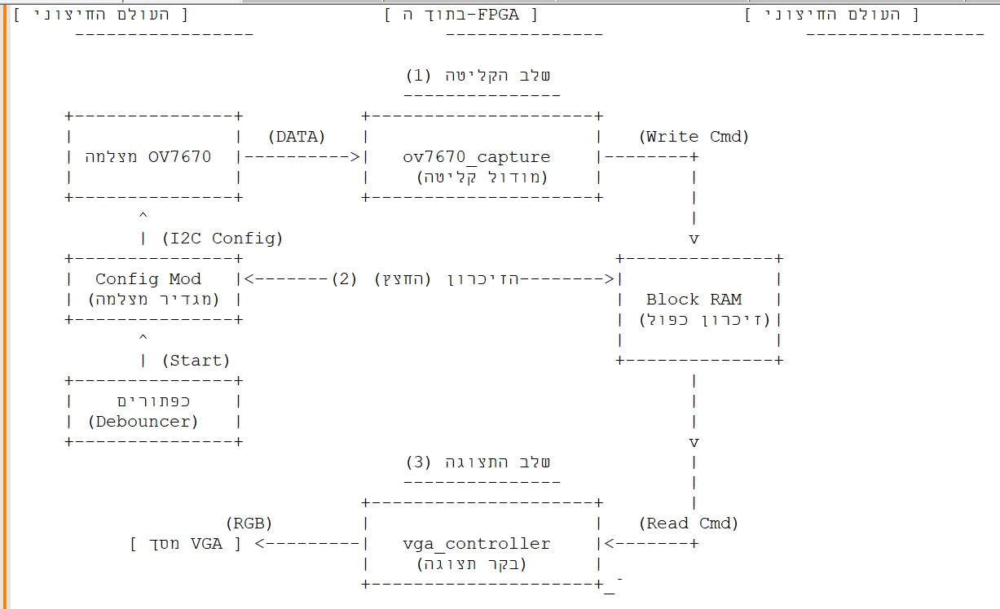 [ העולם החיצוני ] [ בתוך ה-FPGA ] [ העולם החיצוני ]
(1) שלב הקליטה
(DATA) (Write Cmd)
מצלמה OV7670 ov7670_capture
(מודול קליטה)
(I2C Config)
Config Mod (2) הזיכרון (החצץ)
(מגדיר מצלמה) Block RAM
(זיכרון כפול)
(Start)
כפתורים
(Debouncer)
(3) שלב התצוגה
(RGB) (Read Cmd)
[ מסך VGA ] vga_controller
(בקר תצוגה)